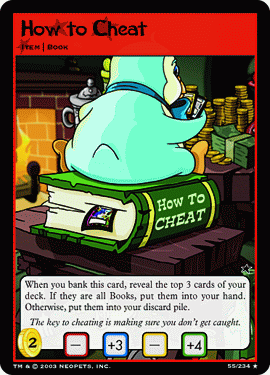 How to Cheat
Item | Book
How To
Cheat
When you bank this card, reveal the top 3 cards of your
deck. If they are all Books, put them into your hand.
Otherwise, put them into your discard pile.
The key to cheating is making sure you don't get caught.
2
− +3 − +4
TM & © 2003 NEOPETS, INC.
55/234 ★